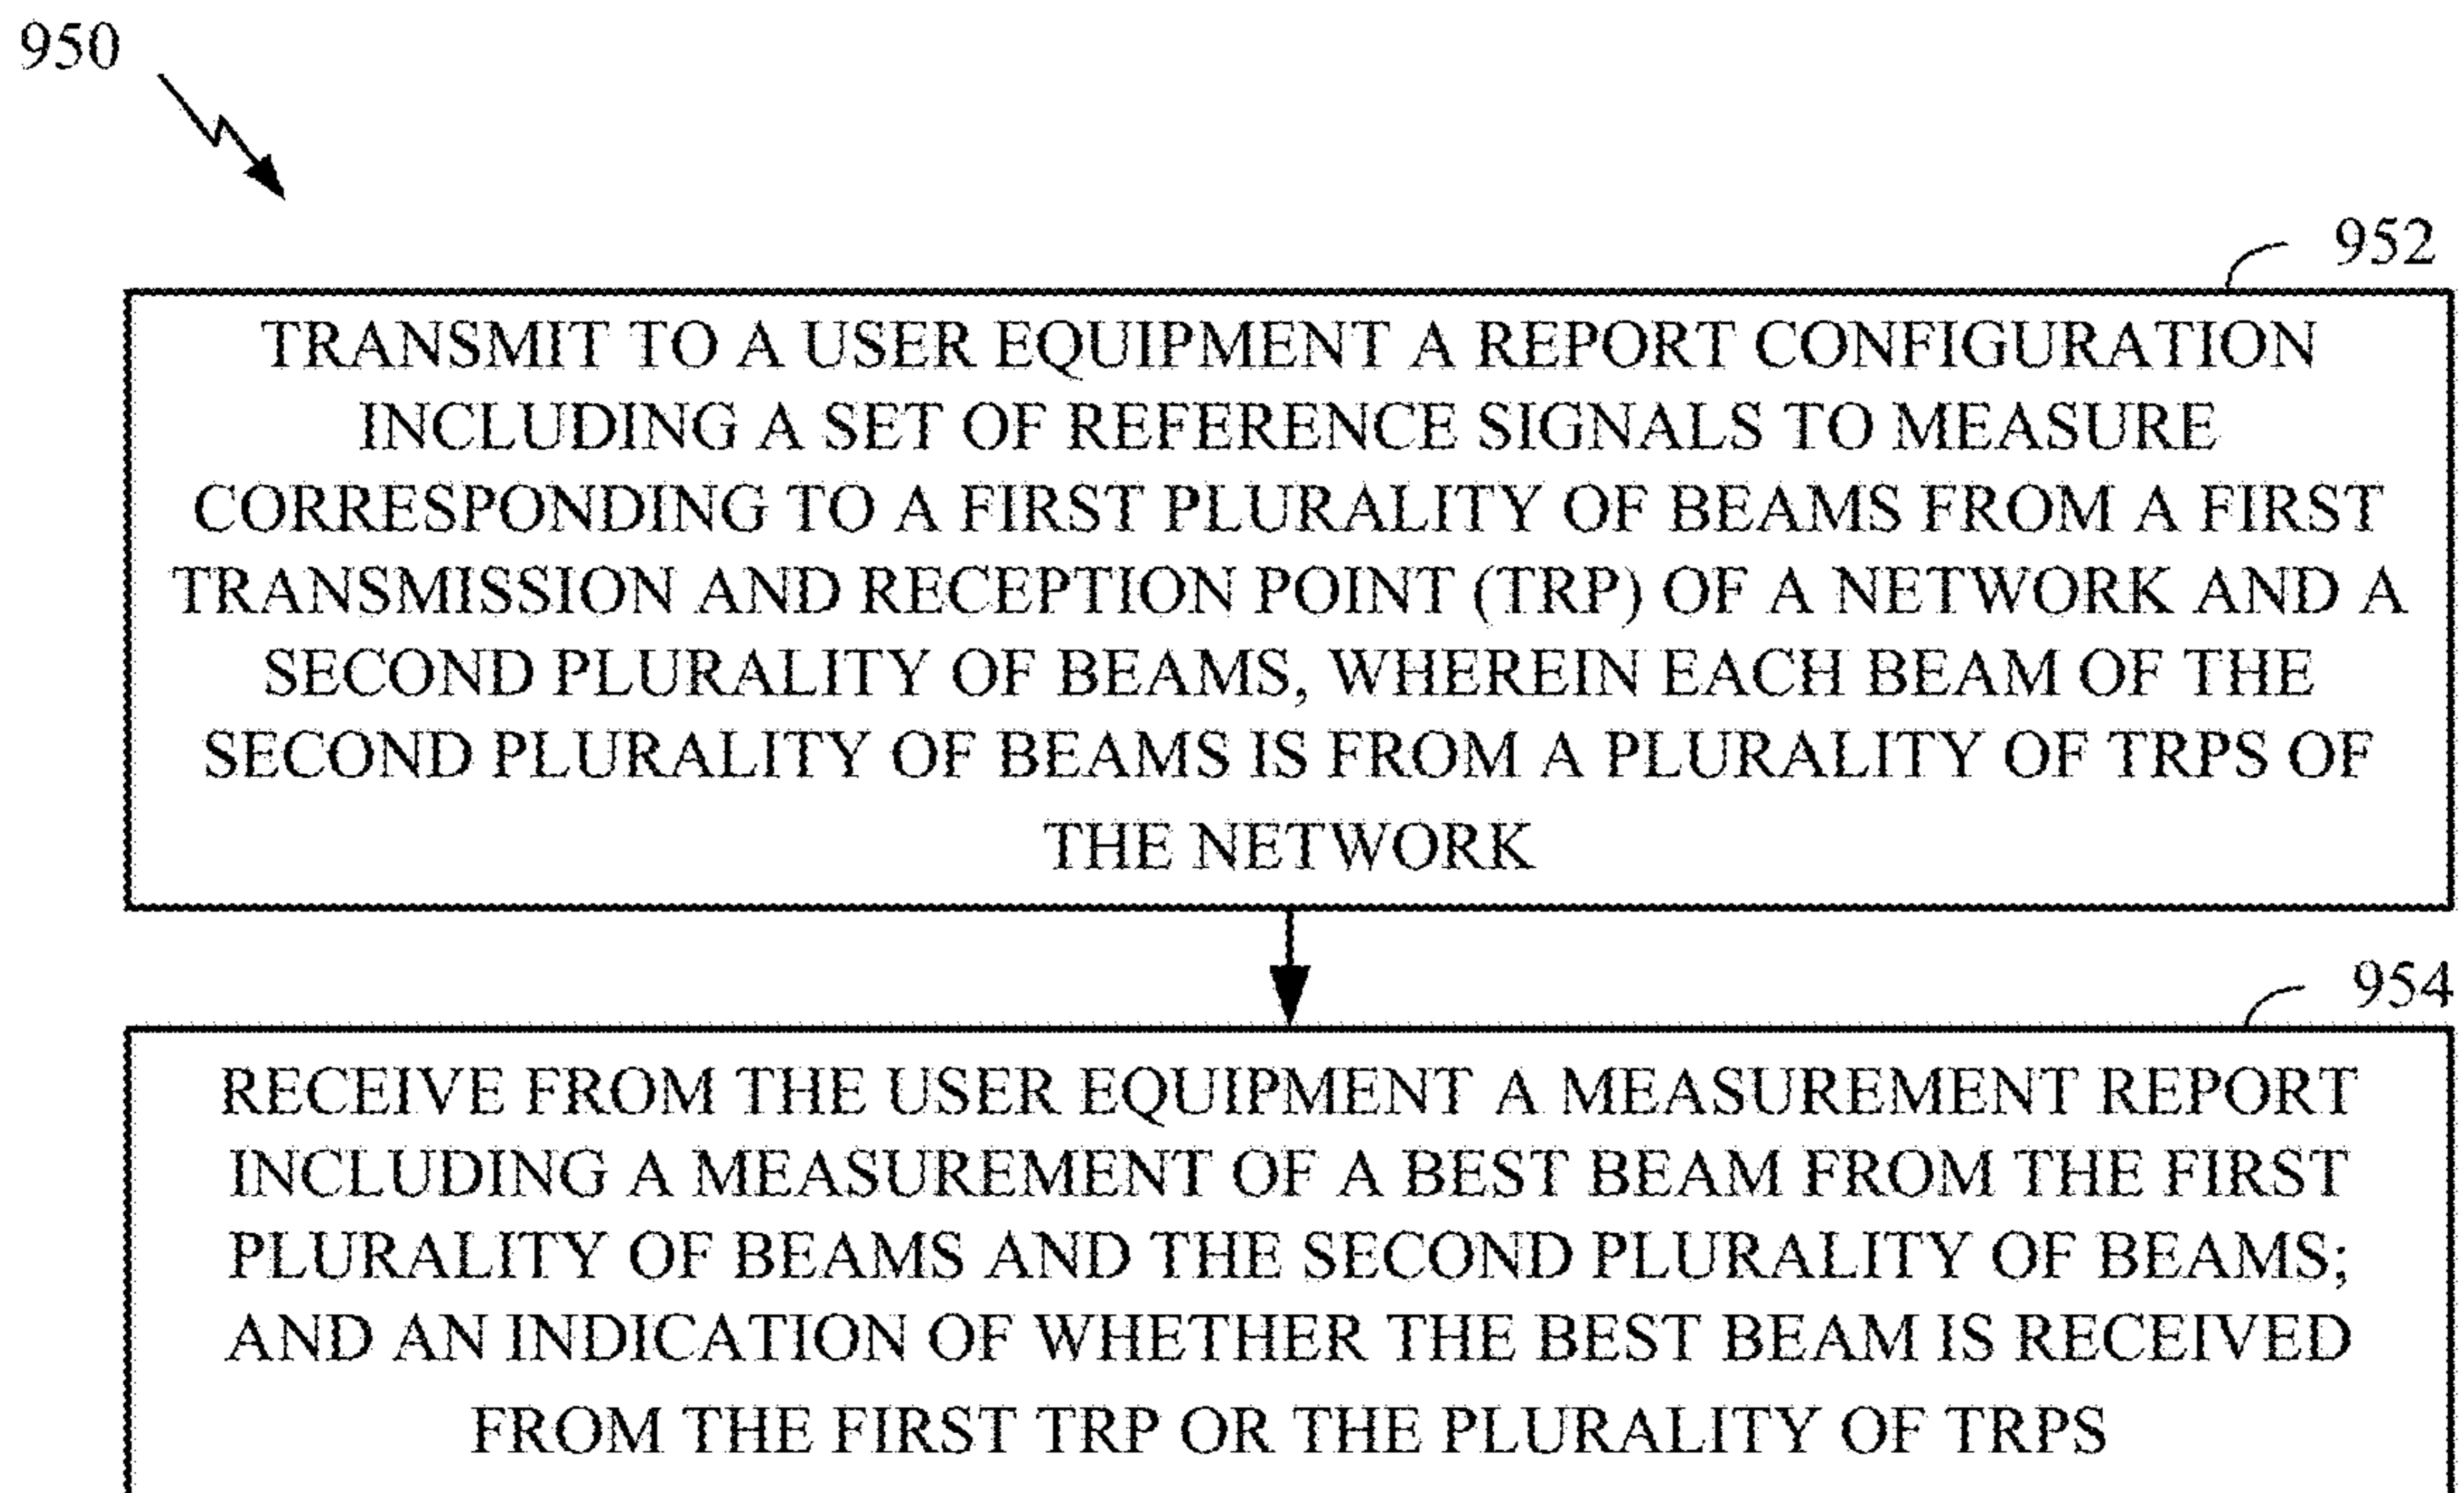 950
952
TRANSMIT TO A USER EQUIPMENT A REPORT CONFIGURATION
INCLUDING A SET OF REFERENCE SIGNALS TO MEASURE
CORRESPONDING TO A FIRST PLURALITY OF BEAMS FROM A FIRST
TRANSMISSION AND RECEPTION POINT (TRP) OF A NETWORK AND A
SECOND PLURALITY OF BEAMS, WHEREIN EACH BEAM OF THE
SECOND PLURALITY OF BEAMS IS FROM A PLURALITY OF TRPS OF
THE NETWORK
954
RECEIVE FROM THE USER EQUIPMENT A MEASUREMENT REPORT
INCLUDING A MEASUREMENT OF A BEST BEAM FROM THE FIRST
PLURALITY OF BEAMS AND THE SECOND PLURALITY OF BEAMS;
AND AN INDICATION OF WHETHER THE BEST BEAM IS RECEIVED
FROM THE FIRST TRP OR THE PLURALITY OF TRPS